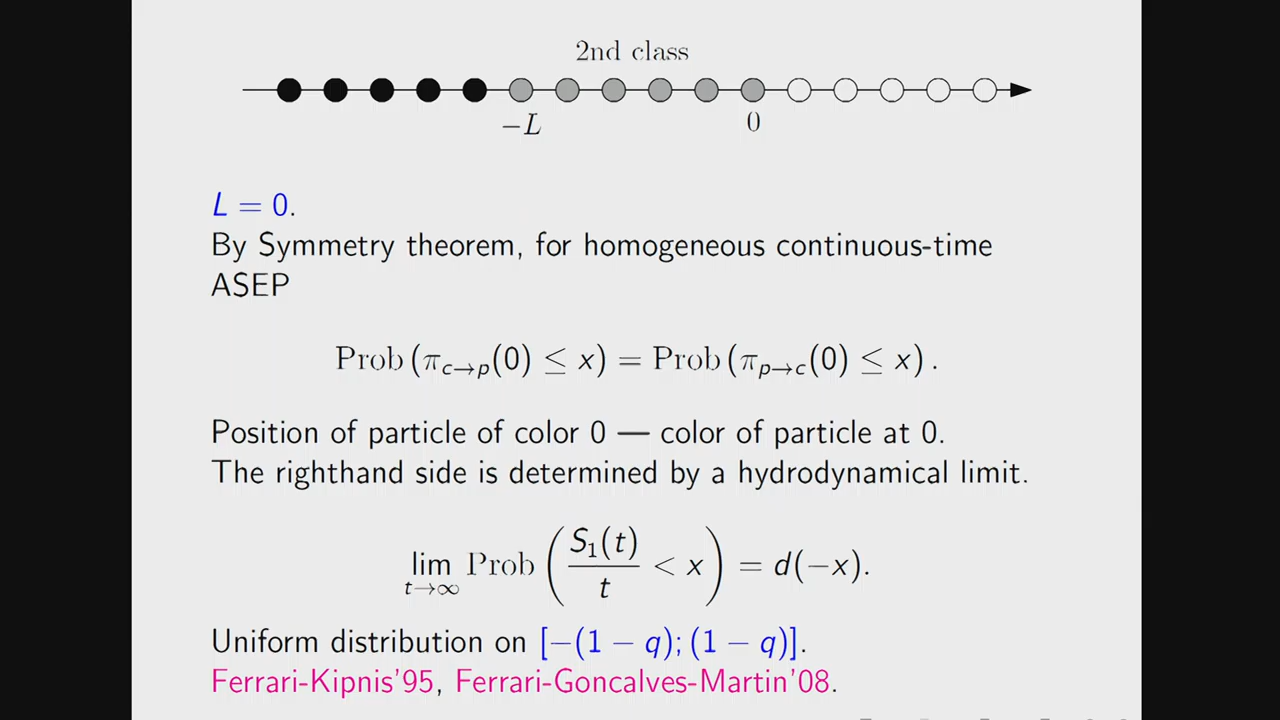 2nd class
−L 0
L = 0.
By Symmetry theorem, for homogeneous continuous-time
ASEP
Prob (π_{c→p}(0) ≤ x) = Prob (π_{p→c}(0) ≤ x) .
Position of particle of color 0 — color of particle at 0.
The righthand side is determined by a hydrodynamical limit.
lim_{t→∞} Prob ( S_1(t)/t < x ) = d(−x).
Uniform distribution on [−(1 − q); (1 − q)].
Ferrari-Kipnis'95, Ferrari-Goncalves-Martin'08.